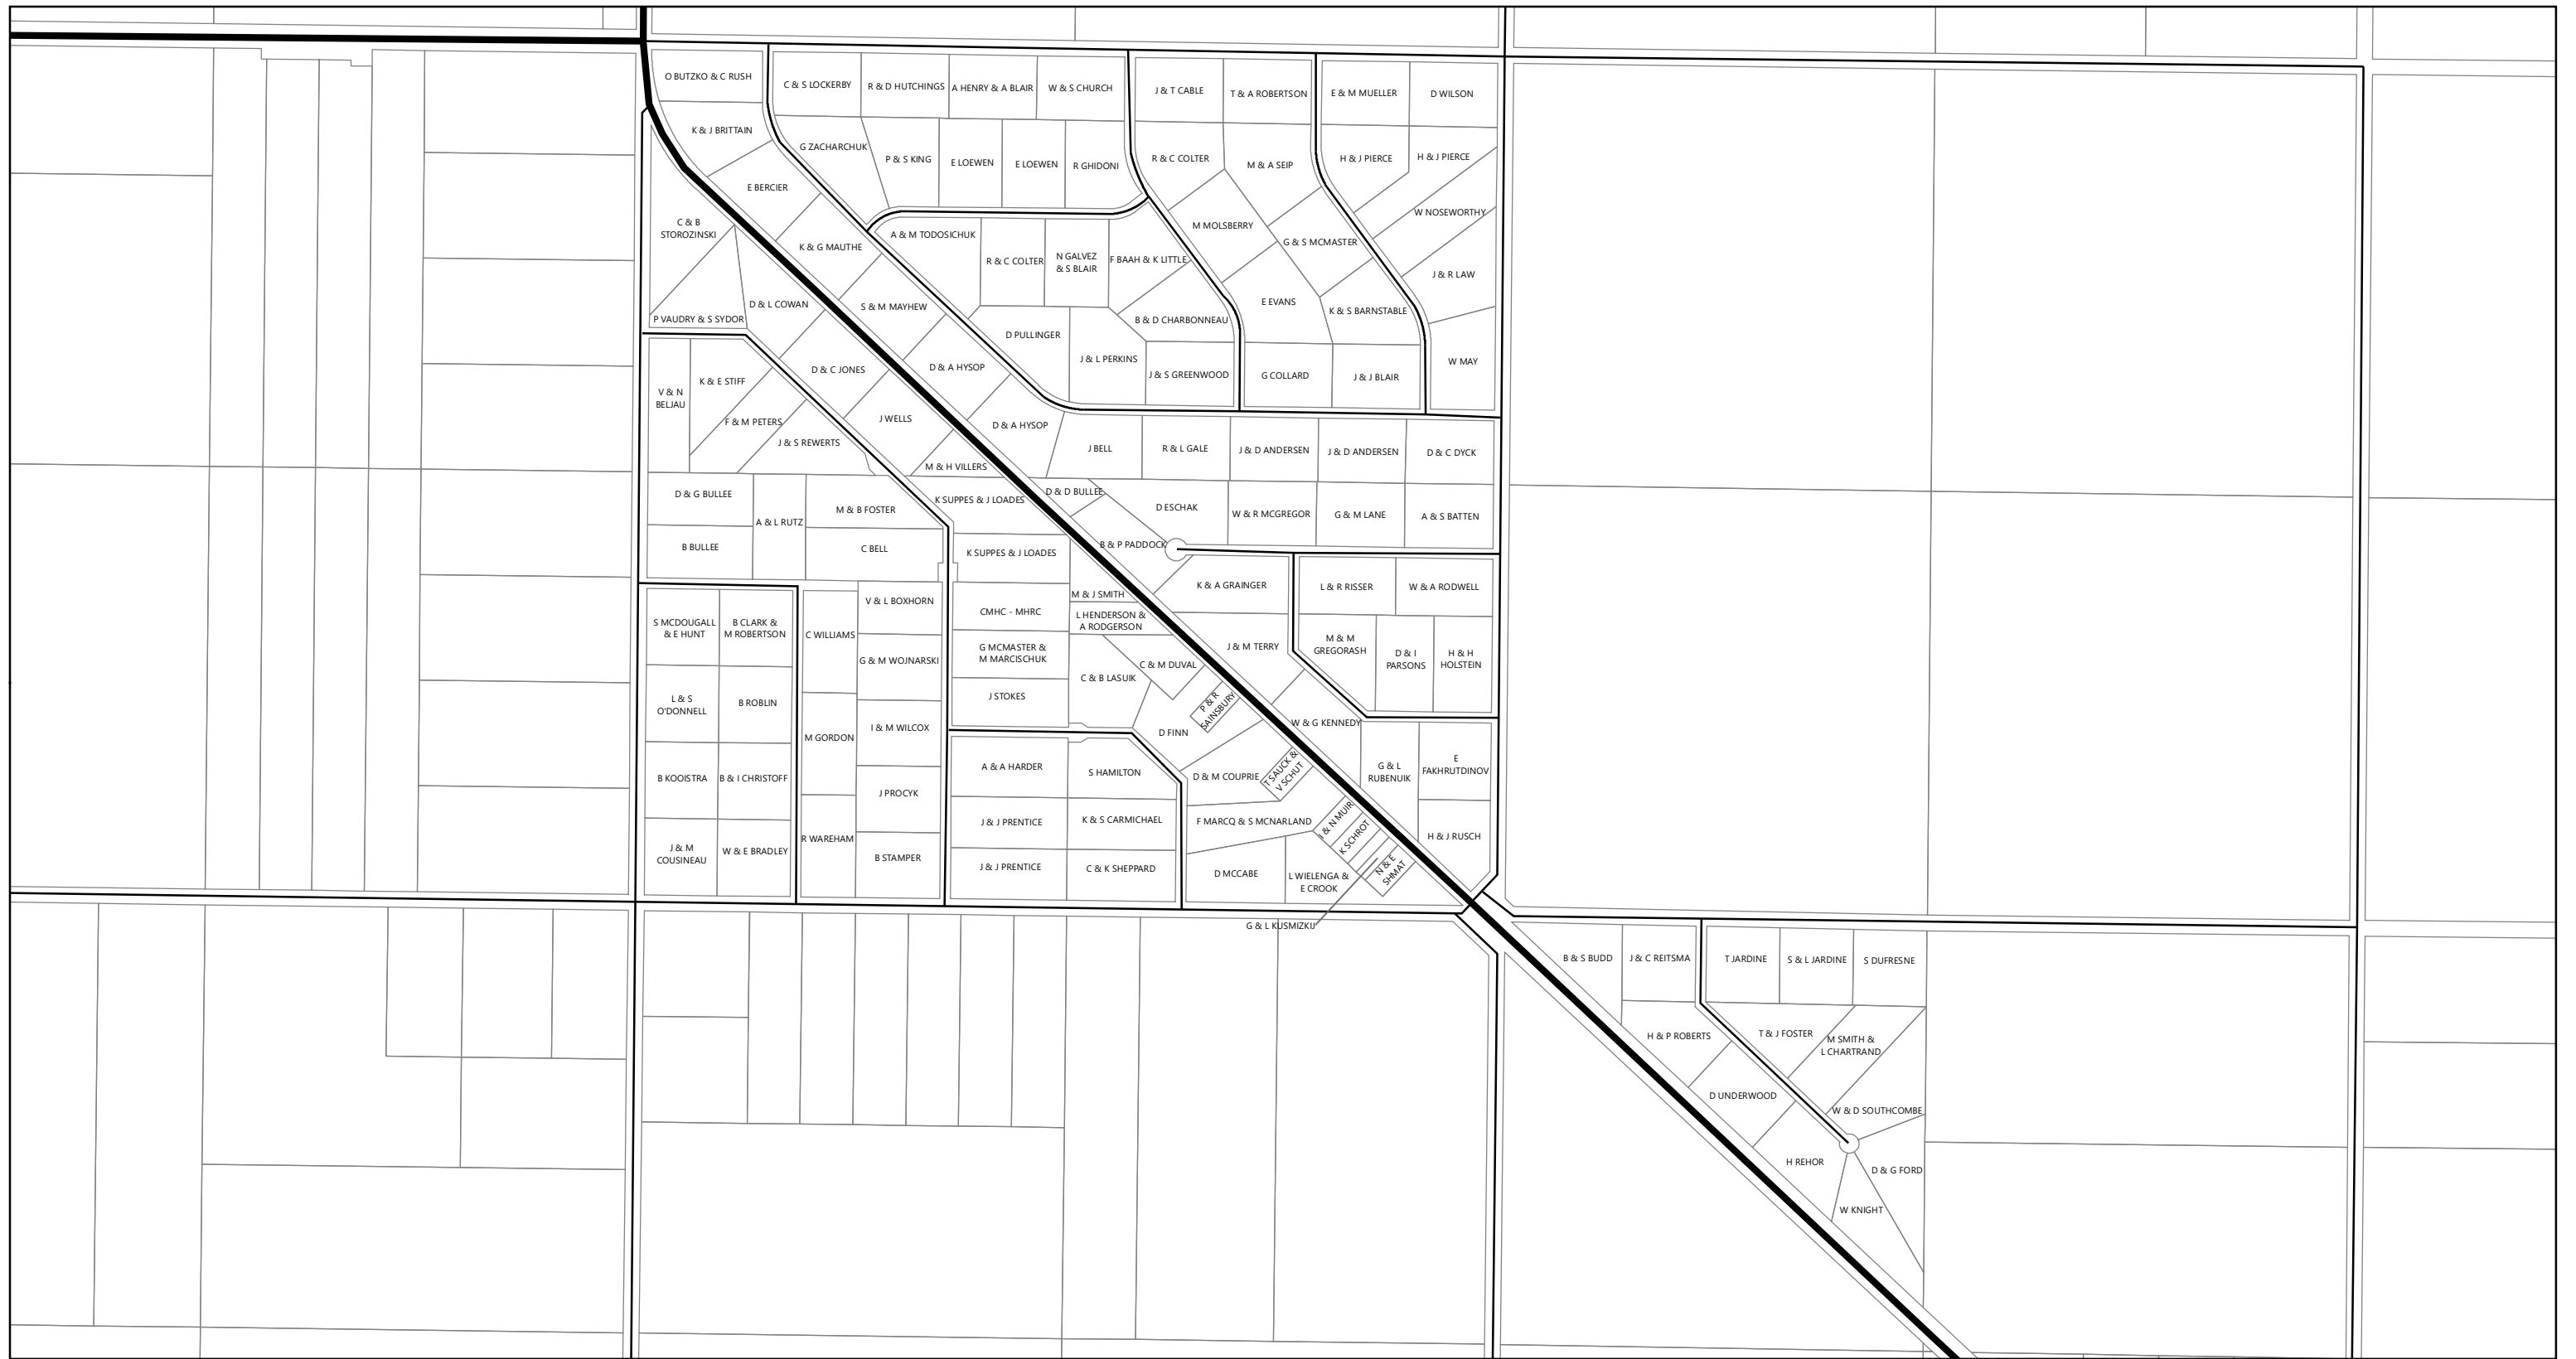 O BUTZKO & C RUSH
C & S LOCKERBY
R & D HUTCHINGS
A HENRY & A BLAIR
W & S CHURCH
J & T CABLE
T & A ROBERTSON
E & M MUELLER
D WILSON
K & J BRITTAIN
G ZACHARCHUK
P & S KING
E LOEWEN
E LOEWEN
R GHIDONI
R & C COLTER
M & A SEIP
H & J PIERCE
H & J PIERCE
E BERCIER
C & B
STOROZINSKI
K & G MAUTHE
A & M TODOSICHUK
R & C COLTER
N GALVEZ
& S BLAIR
F BAAH & K LITTLE
M MOLSBERRY
G & S MCMASTER
W NOSEWORTHY
J & R LAW
P VAUDRY & S SYDOR
D & L COWAN
S & M MAYHEW
D PULLINGER
B & D CHARBONNEAU
E EVANS
K & S BARNSTABLE
V & N
BELJAU
K & E STIFF
D & C JONES
D & A HYSOP
J & L PERKINS
J & S GREENWOOD
G COLLARD
J & J BLAIR
W MAY
F & M PETERS
J & S REWERTS
J WELLS
D & A HYSOP
M & H VILLERS
J BELL
R & L GALE
J & D ANDERSEN
J & D ANDERSEN
D & C DYCK
D & G BULLEE
A & L RUTZ
M & B FOSTER
K SUPPES & J LOADES
D & D BULLEE
D ESCHAK
W & R MCGREGOR
G & M LANE
A & S BATTEN
B BULLEE
C BELL
K SUPPES & J LOADES
B & P PADDOCK
K & A GRAINGER
L & R RISSER
W & A RODWELL
S MCDOUGALL
& E HUNT
B CLARK &
M ROBERTSON
C WILLIAMS
V & L BOXHORN
CMHC - MHRC
M & J SMITH
L HENDERSON &
A RODGERSON
G & M WOJNARSKI
G MCMASTER &
M MARCISCHUK
C & M DUVAL
J & M TERRY
M & M
GREGORASH
D & I
PARSONS
H & H
HOLSTEIN
L & S
O'DONNELL
B ROBLIN
J STOKES
C & B LASUIK
P & R
SAINSBURY
M GORDON
I & M WILCOX
D FINN
W & G KENNEDY
B KOOISTRA
B & I CHRISTOFF
J PROCYK
A & A HARDER
S HAMILTON
D & M COUPRIE
T SAUCK &
V SCHUT
G & L
RUBENUIK
E
FAKHRUTDINOV
R WAREHAM
J & J PRENTICE
K & S CARMICHAEL
F MARCQ & S MCNARLAND
I & N MUIR
K SCHROT
H & J RUSCH
J & M
COUSINEAU
W & E BRADLEY
B STAMPER
J & J PRENTICE
C & K SHEPPARD
D MCCABE
L WIELENGA &
E CROOK
N & E
SHMAT
G & L KUSMIZKIJ
B & S BUDD
J & C REITSMA
T JARDINE
S & L JARDINE
S DUFRESNE
H & P ROBERTS
T & J FOSTER
M SMITH &
L CHARTRAND
D UNDERWOOD
W & D SOUTHCOMBE
H REHOR
D & G FORD
W KNIGHT